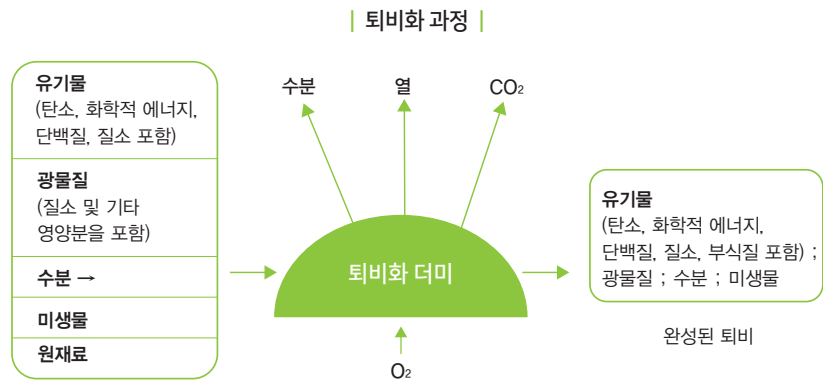 | 퇴비화 과정 |
유기물
(탄소, 화학적 에너지,
단백질, 질소 포함)
광물질
(질소 및 기타
영양분을 포함)
수분 →
미생물
원재료
수분
열
CO₂
퇴비화 더미
O₂
유기물
(탄소, 화학적 에너지,
단백질, 질소, 부식질 포함) ;
광물질 ; 수분 ; 미생물
완성된 퇴비